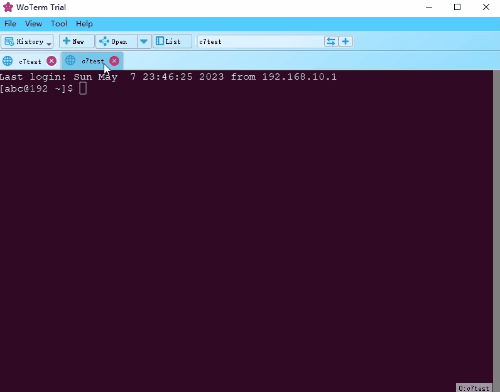 WoTerm Trial
File View Tool Help
History New Open List c7test
c7test c7test
Last login: Sun May  7 23:46:25 2023 from 192.168.10.1
[abc@192 ~]$
0:c7test